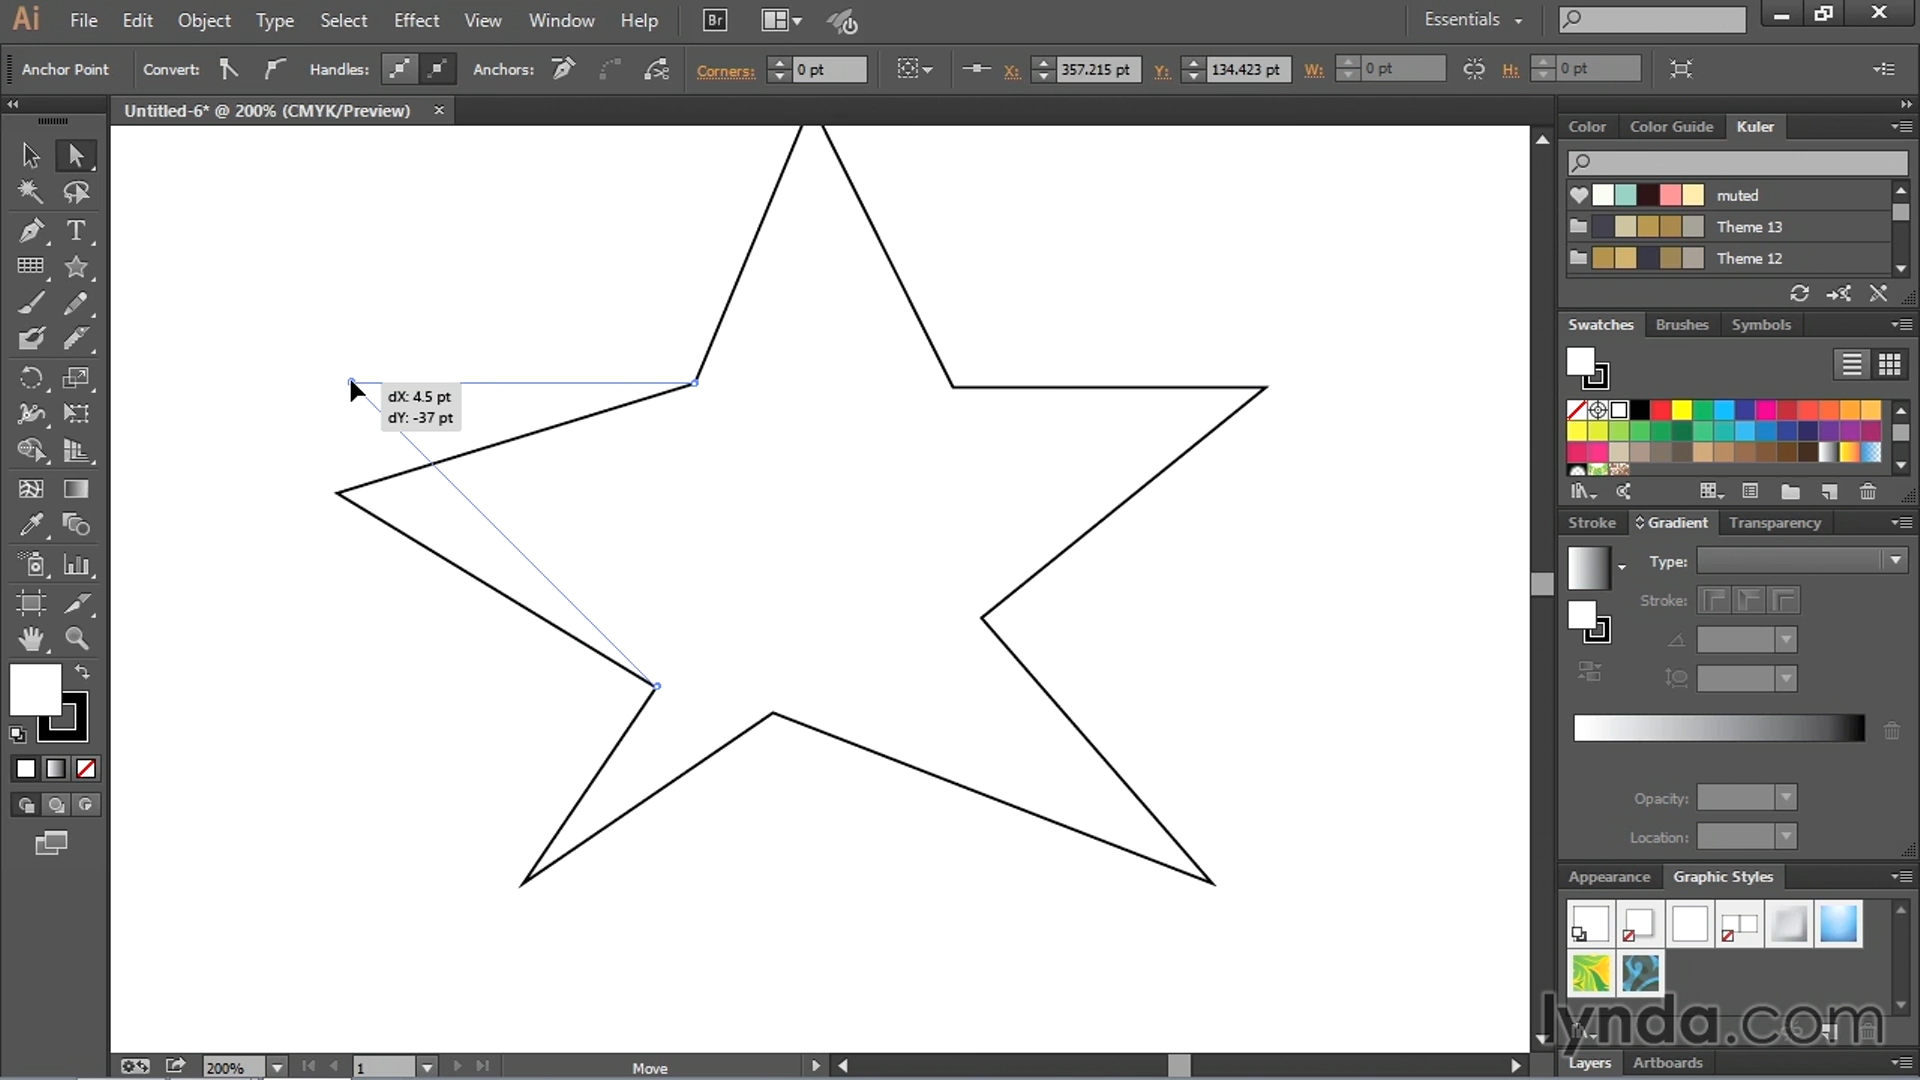 Ai File Edit Object Type Select Effect View Window Help Br Essentials
Anchor Point Convert: Handles: Anchors: Corners: 0 pt X: 357.215 pt Y: 134.423 pt W: 0 pt H: 0 pt
Untitled-6* @ 200% (CMYK/Preview) ×
Color Color Guide Kuler
muted
Theme 13
Theme 12
Swatches Brushes Symbols
dX: 4.5 pt
dY: -37 pt
Stroke Gradient Transparency
Type:
Stroke:
Opacity:
Location:
Appearance Graphic Styles
lynda.com
200% 1 Move
Layers Artboards